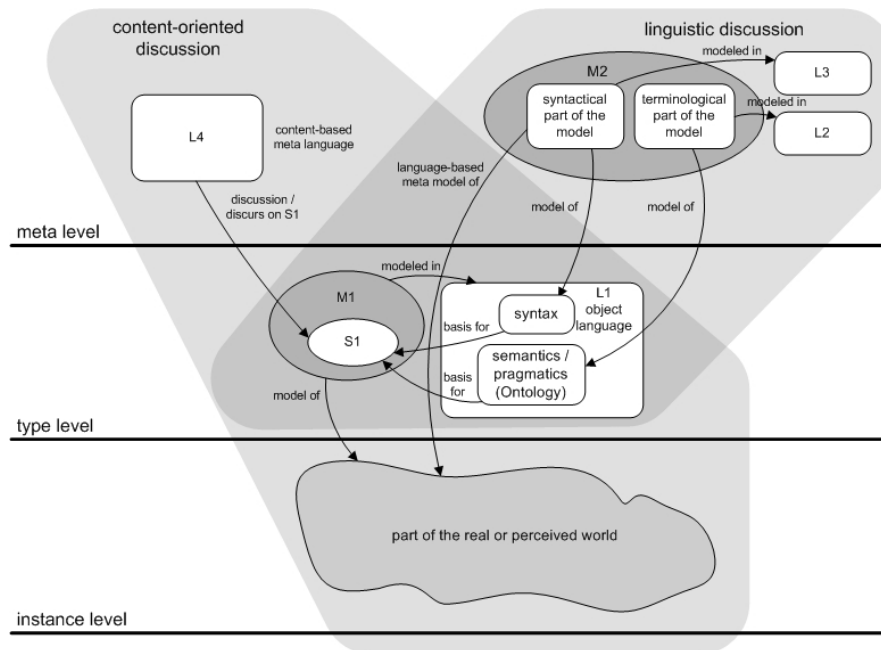 content-oriented
discussion
linguistic discussion
modeled in
M2
L3
syntactical
part of the
model
terminological
part of the
model
modeled in
L2
L4
content-based
meta language
language-based
meta model of
discussion /
discurs on S1
model of
model of
meta level
modeled in
M1
L1
object
language
syntax
basis for
S1
semantics /
pragmatics
(Ontology)
basis
for
model of
type level
part of the real or perceived world
instance level